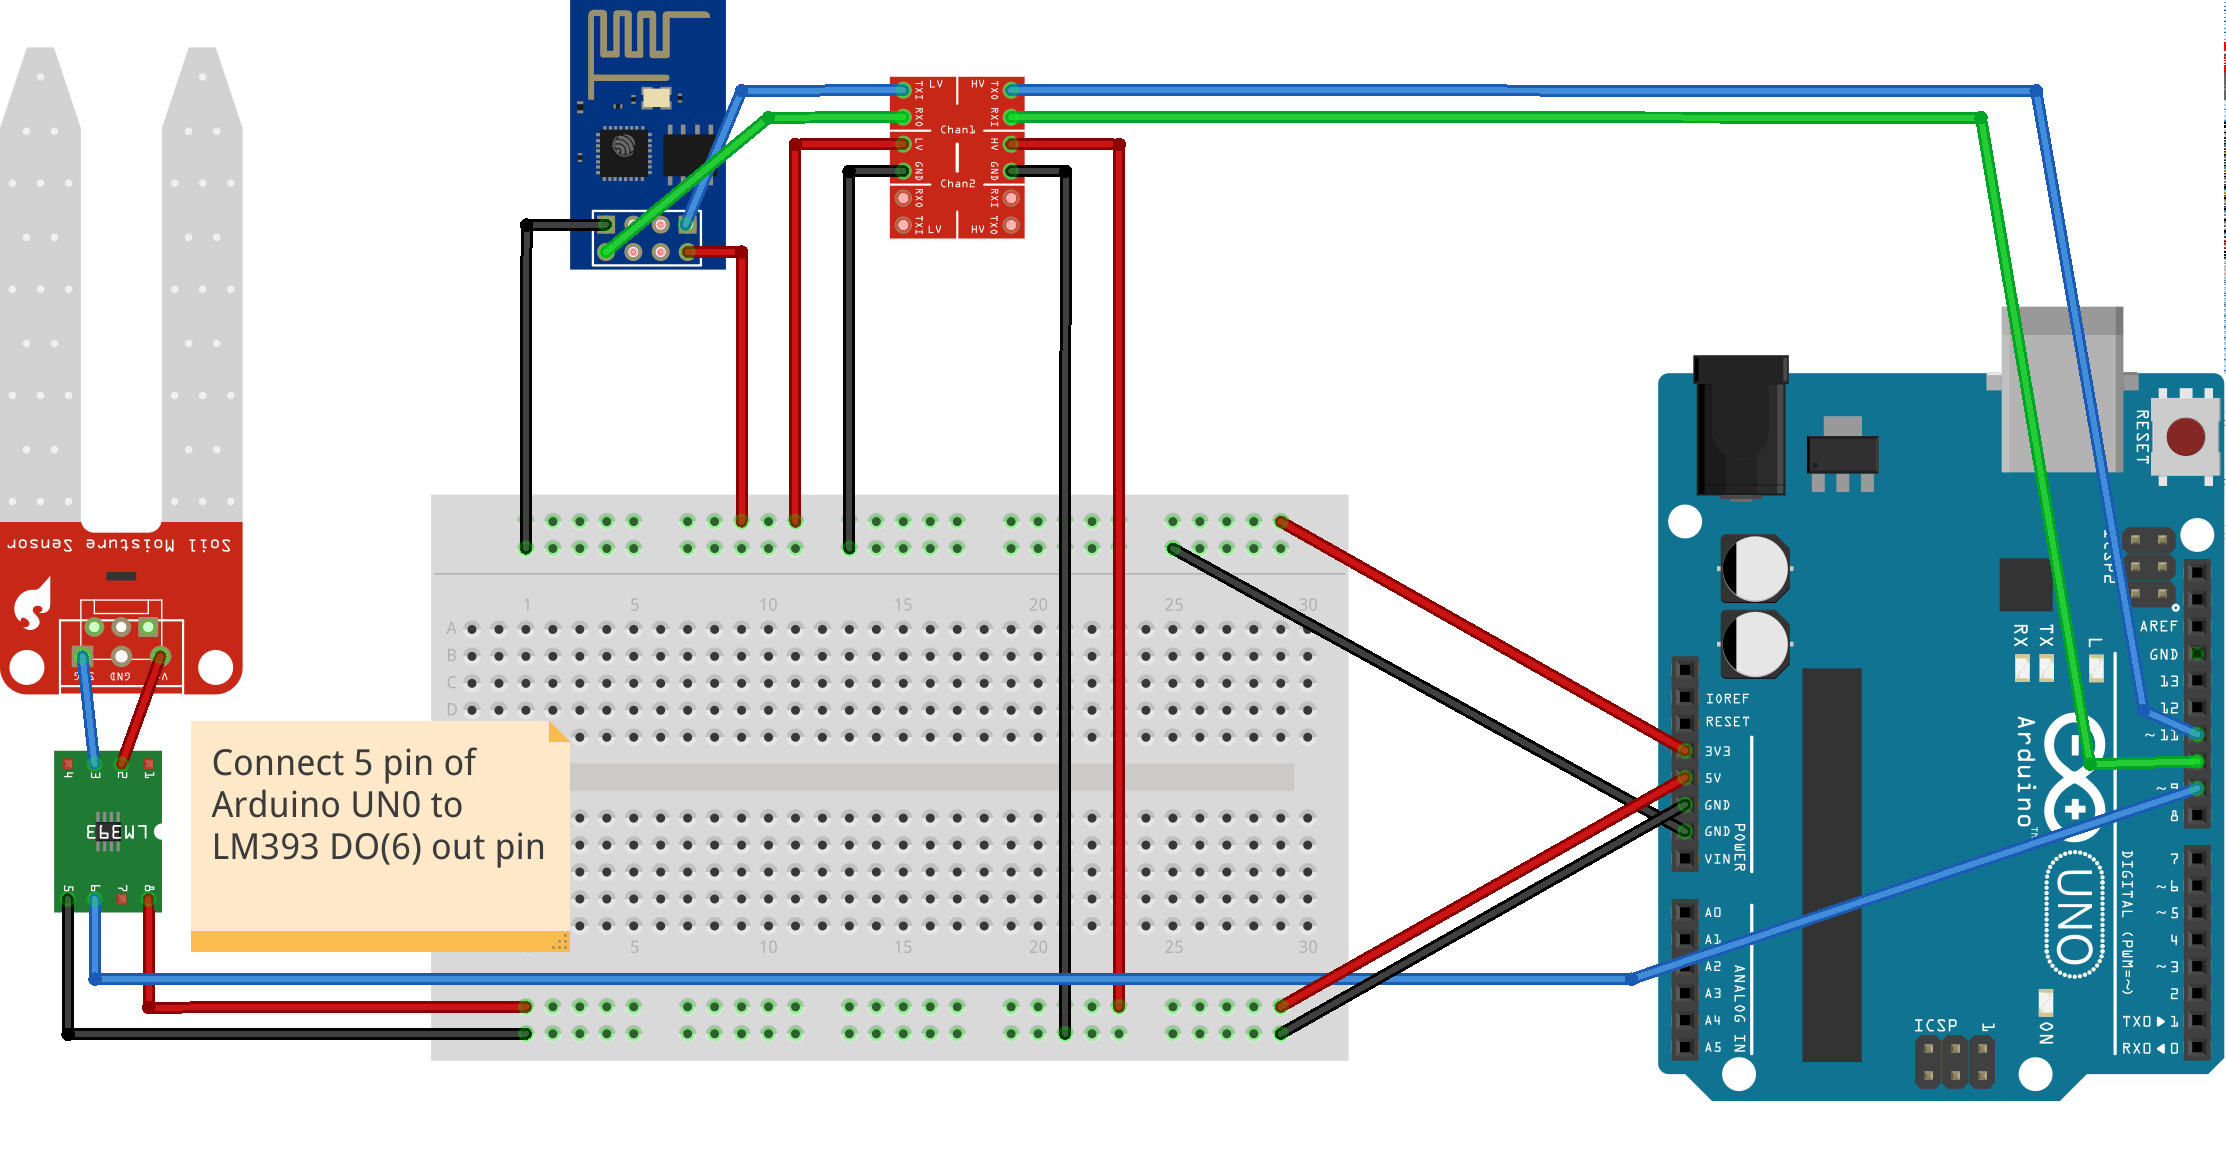 LV HV
TXI TXO
RXO RXI
Chan1
LV HV
GND GND
Chan2
RXO RXI
TXI TXO
LV HV
Soil Moisture Sensor
GND
4 3 2 1
LM393
5 6 7 8
Connect 5 pin of
Arduino UN0 to
LM393 DO(6) out pin
1 5 10 15 20 25 30
A
B
C
D
5 10 15 20 25 30
RESET
ICSP2
AREF
GND
13
12
~11
8
RX TX L
IOREF
RESET
3V3
5V
GND
GND
VIN
POWER
A0
A1
A2
A3
A4
A5
ANALOG IN
Arduino
TM
UNO
7
~6
~5
4
~3
2
TX0▶1
RX0◀0
DIGITAL (PWM=~)
ICSP 1
ON